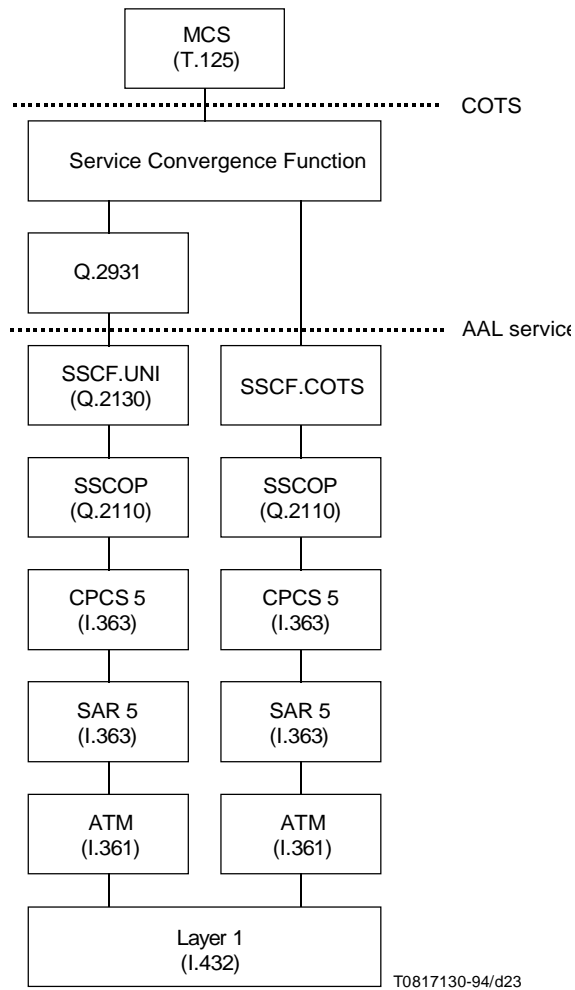 MCS
(T.125)
COTS
Service Convergence Function
Q.2931
AAL service
SSCF.UNI
(Q.2130)
SSCF.COTS
SSCOP
(Q.2110)
SSCOP
(Q.2110)
CPCS 5
(I.363)
CPCS 5
(I.363)
SAR 5
(I.363)
SAR 5
(I.363)
ATM
(I.361)
ATM
(I.361)
Layer 1
(I.432)
T0817130-94/d23